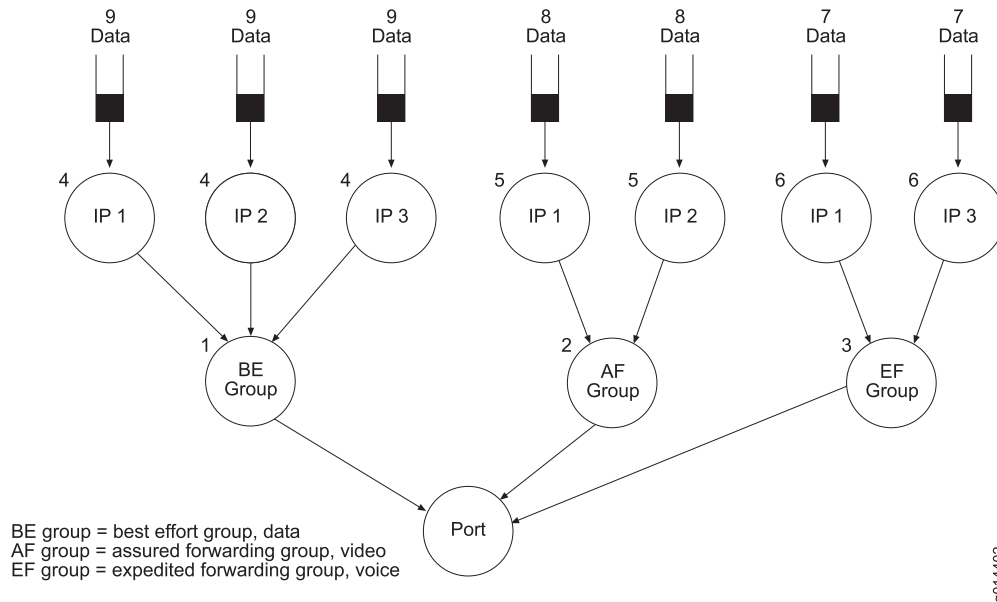 9 Data
9 Data
9 Data
8 Data
8 Data
7 Data
7 Data
4
IP 1
4
IP 2
4
IP 3
5
IP 1
5
IP 2
6
IP 1
6
IP 3
1
BE
Group
2
AF
Group
3
EF
Group
Port
BE group = best effort group, data
AF group = assured forwarding group, video
EF group = expedited forwarding group, voice